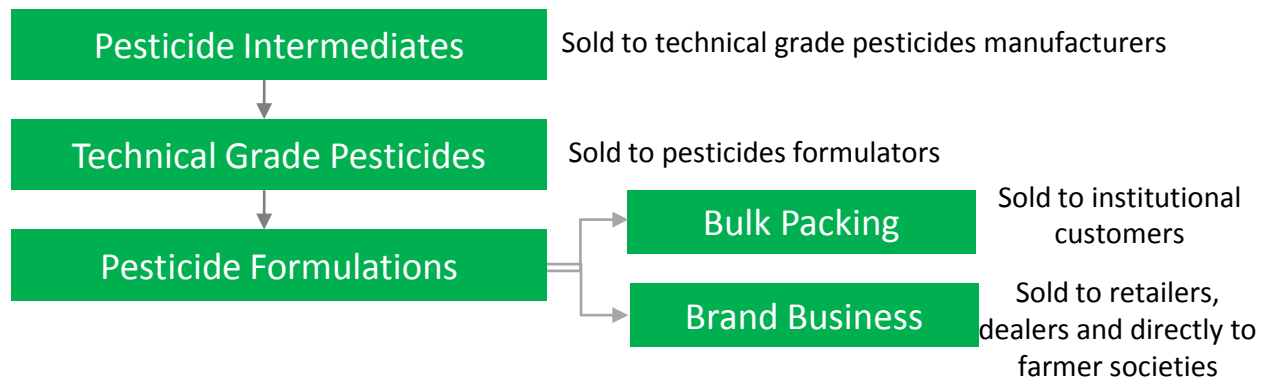 Pesticide Intermediates
Sold to technical grade pesticides manufacturers
Technical Grade Pesticides
Sold to pesticides formulators
Pesticide Formulations
Bulk Packing
Sold to institutional
customers
Brand Business
Sold to retailers,
dealers and directly to
farmer societies